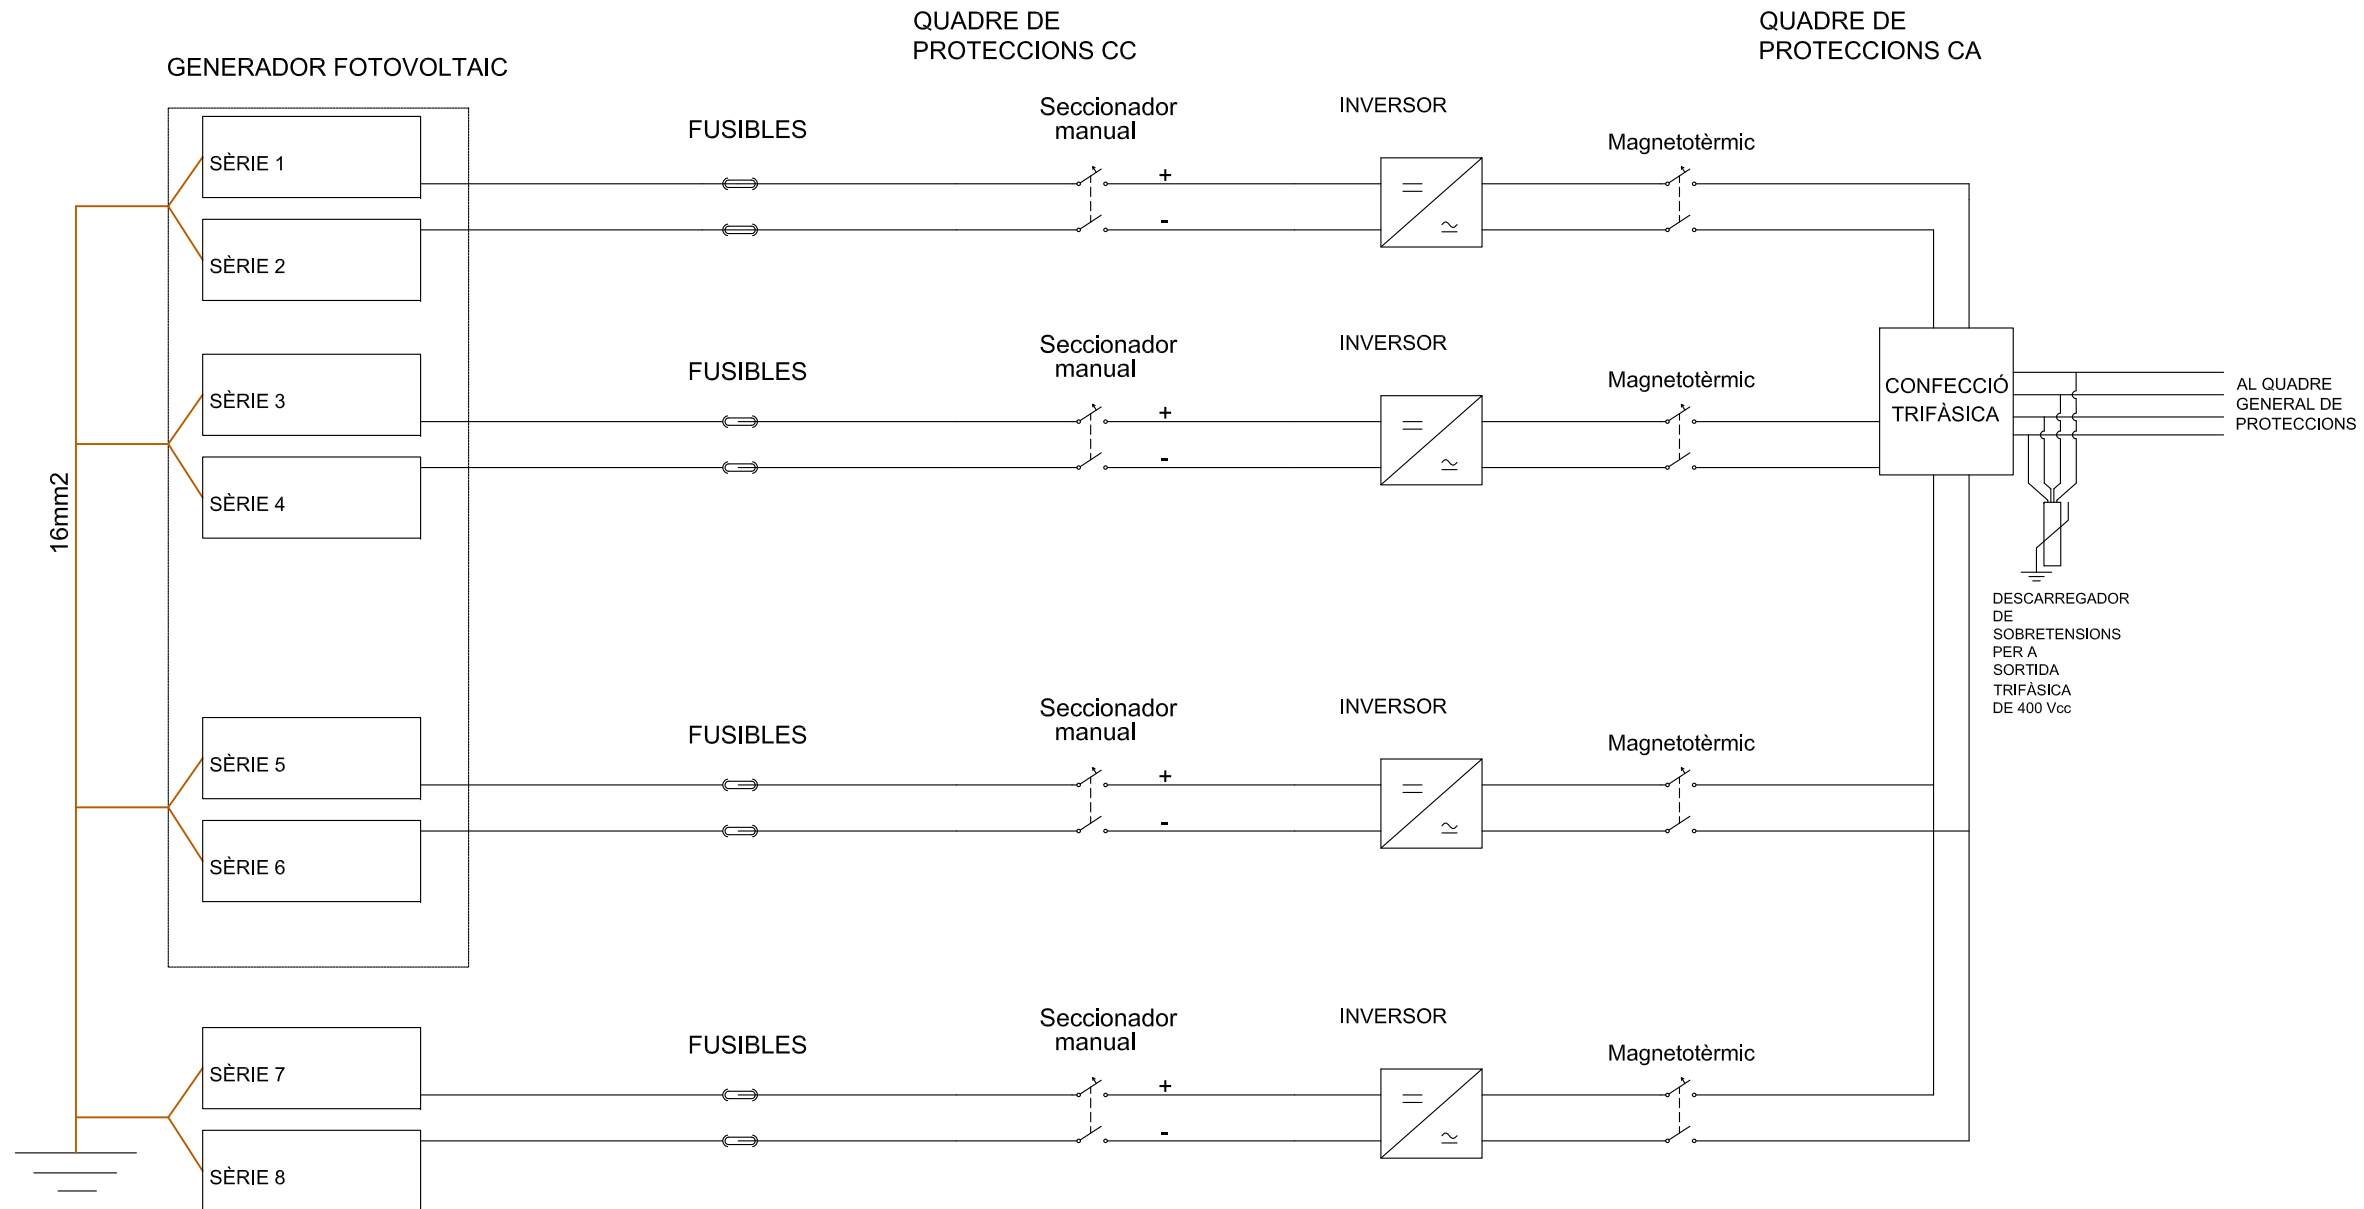 QUADRE DE
PROTECCIONS CC
QUADRE DE
PROTECCIONS CA
GENERADOR FOTOVOLTAIC
SÈRIE 1
SÈRIE 2
FUSIBLES
Seccionador
manual
+
-
INVERSOR
Magnetotèrmic
SÈRIE 3
SÈRIE 4
FUSIBLES
Seccionador
manual
+
-
INVERSOR
Magnetotèrmic
CONFECCIÓ
TRIFÀSICA
AL QUADRE
GENERAL DE
PROTECCIONS
16mm2
DESCARREGADOR
DE
SOBRETENSIONS
PER A
SORTIDA
TRIFÀSICA
DE 400 Vcc
SÈRIE 5
SÈRIE 6
FUSIBLES
Seccionador
manual
+
-
INVERSOR
Magnetotèrmic
SÈRIE 7
SÈRIE 8
FUSIBLES
Seccionador
manual
+
-
INVERSOR
Magnetotèrmic